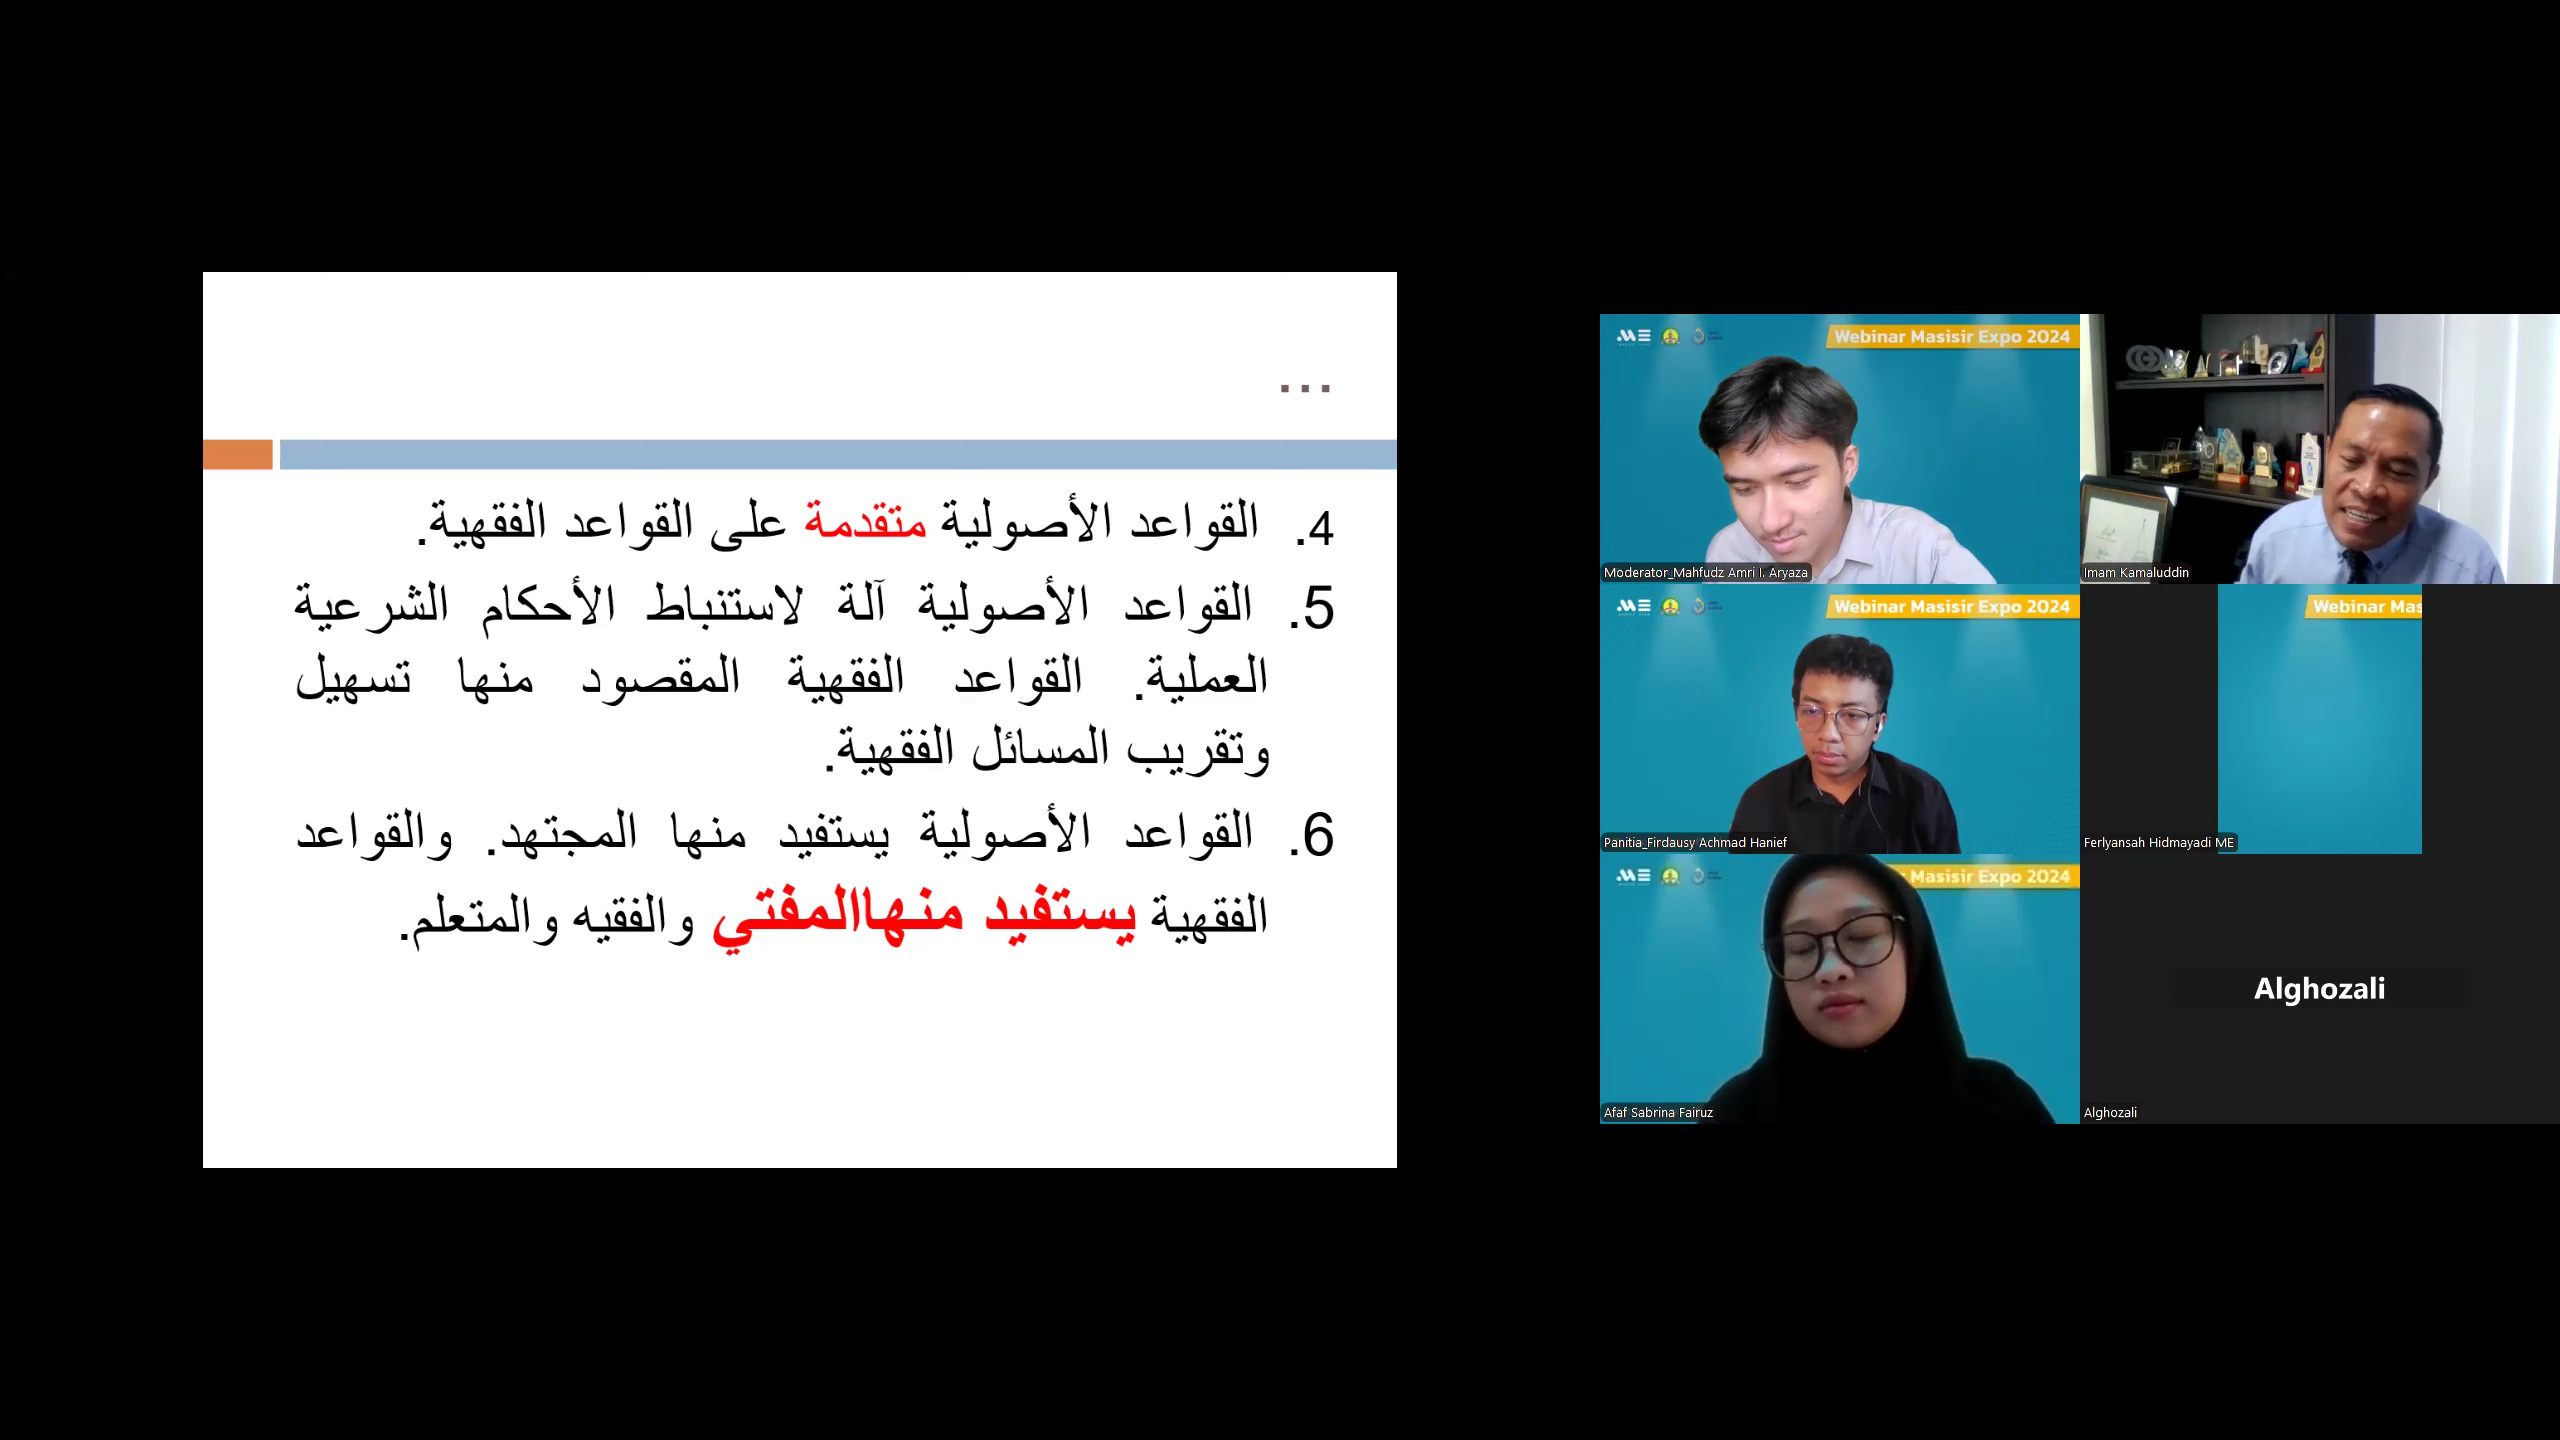 ...
4. القواعد الأصولية متقدمة على القواعد الفقهية.
5. القواعد الأصولية آلة لاستنباط الأحكام الشرعية
العملية. القواعد الفقهية المقصود منها تسهيل
وتقريب المسائل الفقهية.
6. القواعد الأصولية يستفيد منها المجتهد. والقواعد
الفقهية يستفيد منهاالمفتي والفقيه والمتعلم.
ME
Webinar Masisir Expo 2024
Moderator_Mahfudz Amri I. Aryaza
Imam Kamaluddin
ME
Webinar Masisir Expo 2024
Panitia_Firdausy Achmad Hanief
Webinar Mas
Ferlyansah Hidmayadi ME
ME
Masisir Expo 2024
Afaf Sabrina Fairuz
Alghozali
Alghozali